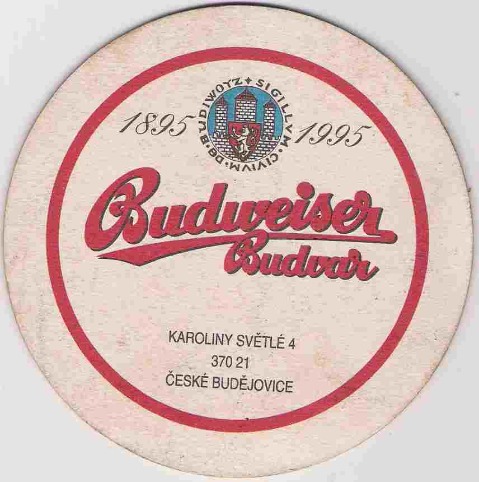 SIGILLVM · CIVIVM · DE · BUDIWOYZ
1895 1995
Budweiser
Budvar
KAROLINY SVĚTLÉ 4
370 21
ČESKÉ BUDĚJOVICE